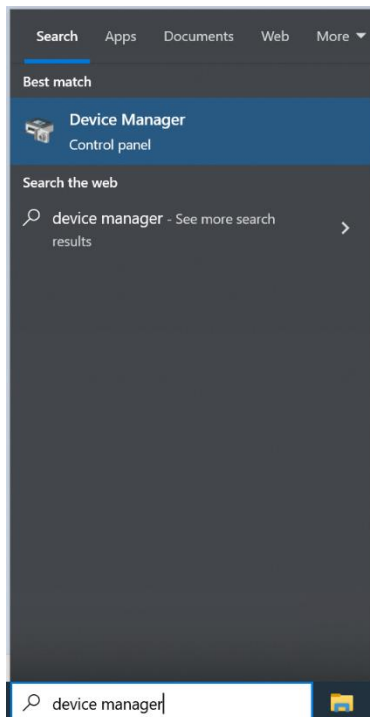 Search Apps Documents Web More
Best match
Device Manager
Control panel
Search the web
device manager - See more search
results
device manager